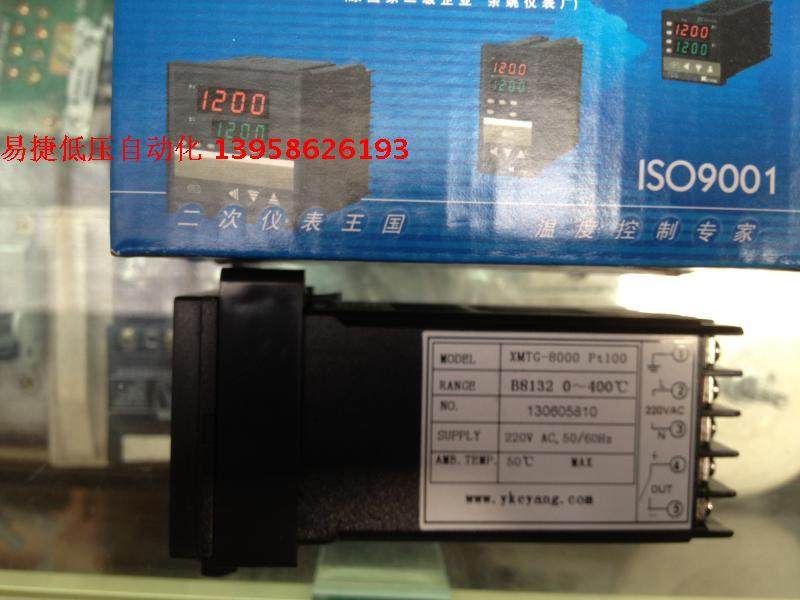 1200
1200
1200
1200
1200
1200
易捷低压自动化 13958626193
ISO9001
二次仪表王国
温度控制专家
MODEL XMTG-8000 Pt100
RANGE B8132 0～400℃
NO. 130605810
SUPPLY 220V AC, 50/60Hz
AMB.TEMP. 50℃ MAX
www.ykeyang.com
1
2
220VAC
N 3
+ 4
OUT
- 5